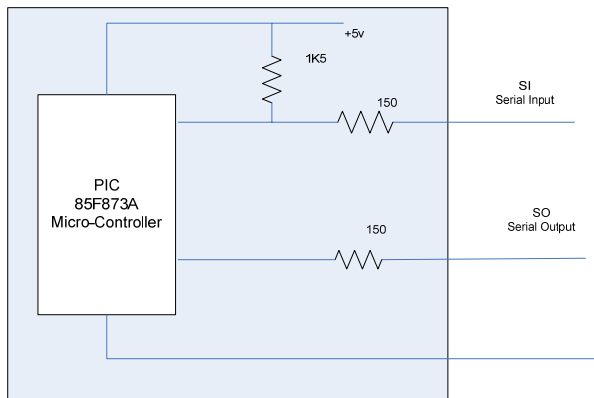 +5v
1K5
150
SI
Serial Input
PIC
85F873A
Micro-Controller
150
SO
Serial Output